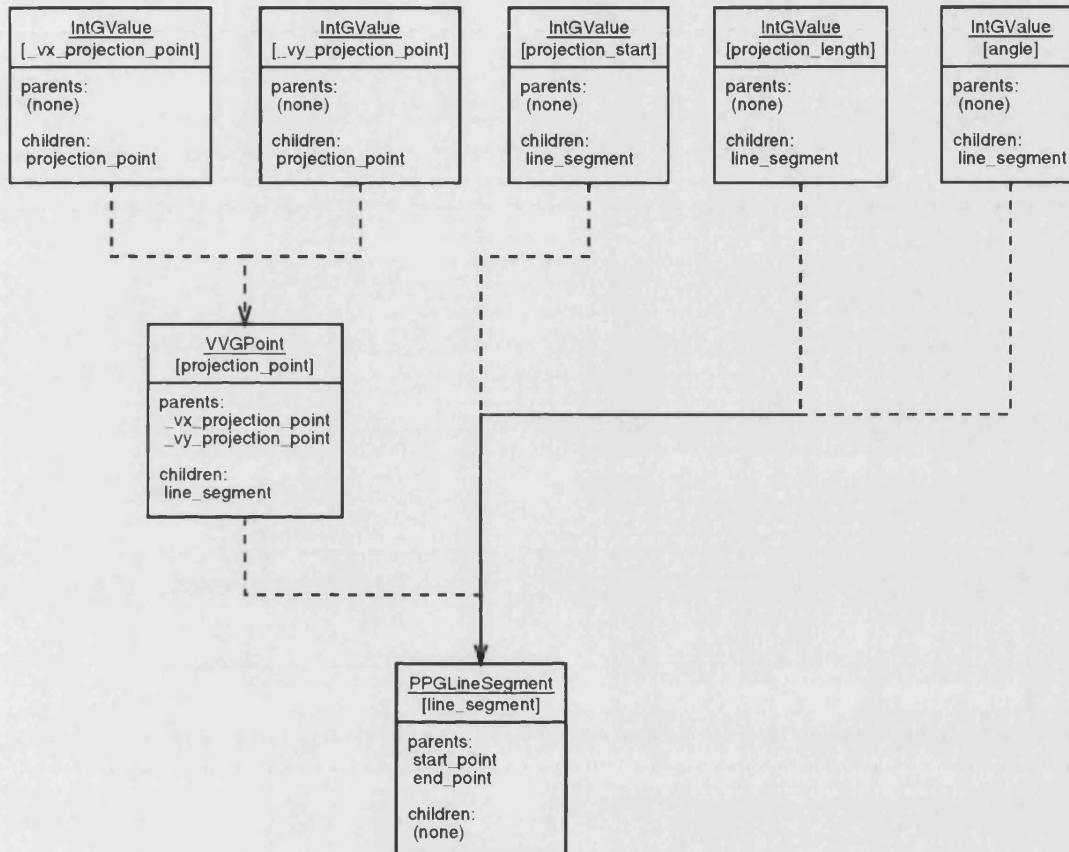 IntGValue
[_vx_projection_point]
parents:
(none)
children:
projection_point
IntGValue
[_vy_projection_point]
parents:
(none)
children:
projection_point
IntGValue
[projection_start]
parents:
(none)
children:
line_segment
IntGValue
[projection_length]
parents:
(none)
children:
line_segment
IntGValue
[angle]
parents:
(none)
children:
line_segment
VVGPoint
[projection_point]
parents:
_vx_projection_point
_vy_projection_point
children:
line_segment
PPGLineSegment
[line_segment]
parents:
start_point
end_point
children:
(none)